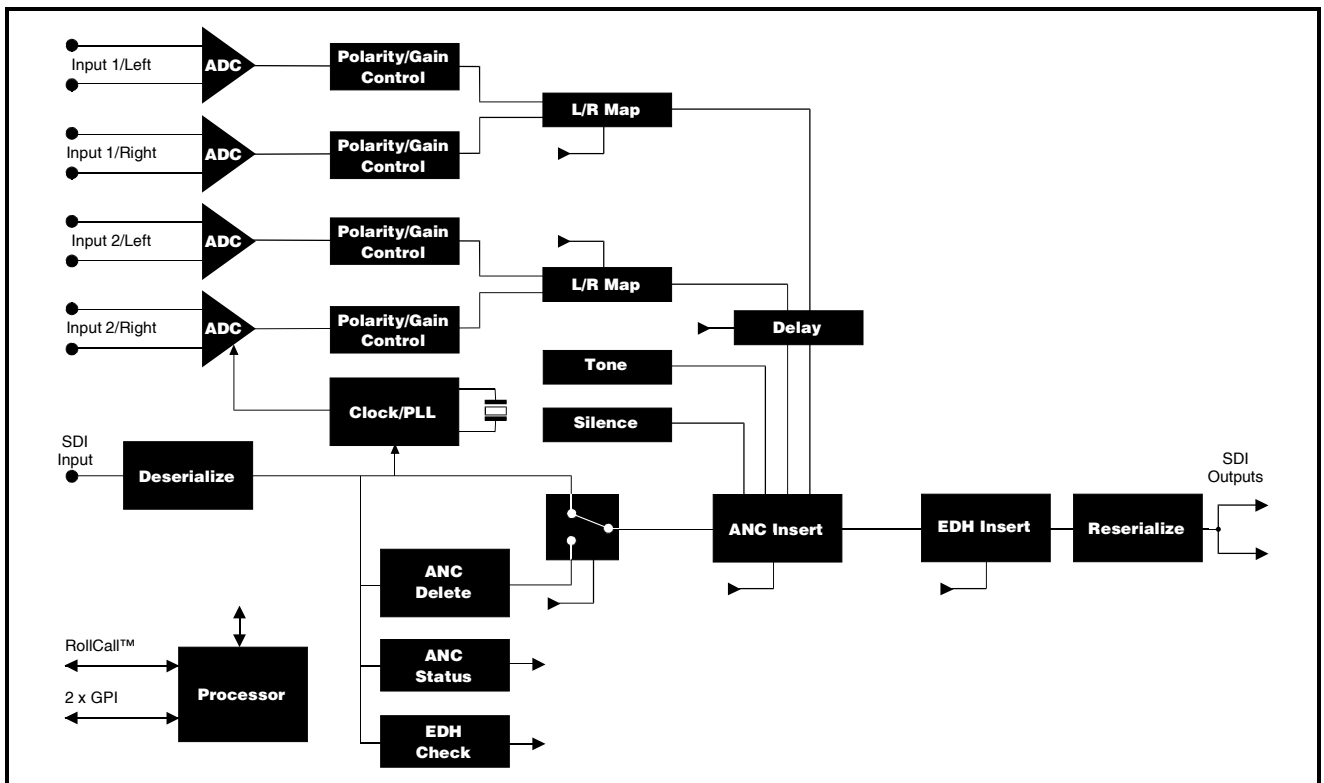 Input 1/Left
ADC
Polarity/Gain
Control
L/R Map
Input 1/Right
ADC
Polarity/Gain
Control
Input 2/Left
ADC
Polarity/Gain
Control
L/R Map
Input 2/Right
ADC
Polarity/Gain
Control
Delay
Tone
Clock/PLL
Silence
SDI
Input
Deserialize
ANC Insert
EDH Insert
Reserialize
SDI
Outputs
ANC
Delete
RollCall™
2 x GPI
Processor
ANC
Status
EDH
Check